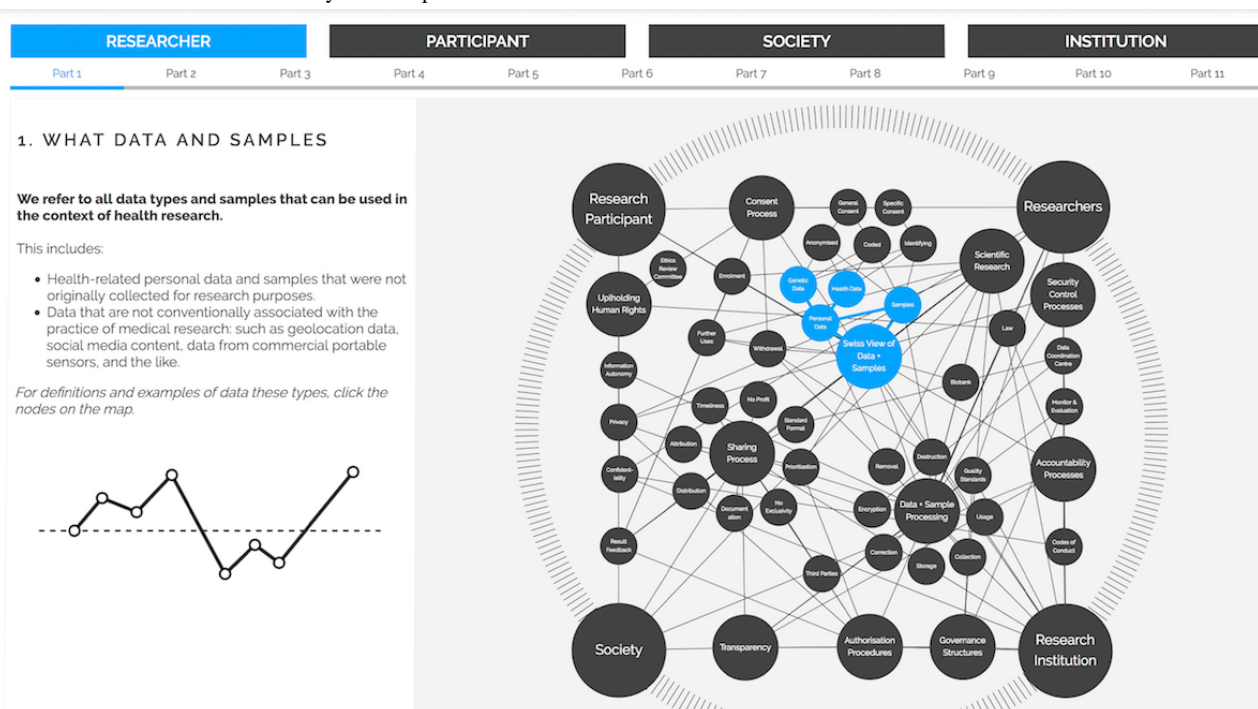 RESEARCHER
PARTICIPANT
SOCIETY
INSTITUTION
Part 1
Part 2
Part 3
Part 4
Part 5
Part 6
Part 7
Part 8
Part 9
Part 10
Part 11
1. WHAT DATA AND SAMPLES
We refer to all data types and samples that can be used in
the context of health research.
This includes:
Health-related personal data and samples that were not
originally collected for research purposes.
Data that are not conventionally associated with the
practice of medical research: such as geolocation data,
social media content, data from commercial portable
sensors, and the like.
For definitions and examples of data these types, click the
nodes on the map.
Research
Participant
Consent
Process
General
Consent
Specific
Consent
Researchers
Anonymised
Coded
Identifying
Ethics
Review
Committee
Enrolment
Scientific
Research
Genetic
Data
Health Data
Samples
Personal
Data
Swiss View of
Data +
Samples
Uplholding
Human Rights
Security
Control
Processes
Further
Uses
Withdrawal
Law
Data
Coordination
Centre
Information
Autonomy
Biobank
Timeliness
No Profit
Standard
Format
Monitor &
Evaluation
Privacy
Attribution
Sharing
Process
Prioritisation
Removal
Destruction
Quality
Standards
Accountability
Processes
Confident-
iality
Distribution
Document
ation
No
Exclusivity
Encryption
Data + Sample
Processing
Usage
Result
Feedback
Correction
Storage
Collection
Codes of
Conduct
Third Parties
Society
Transparency
Authorisation
Procedures
Governance
Structures
Research
Institution